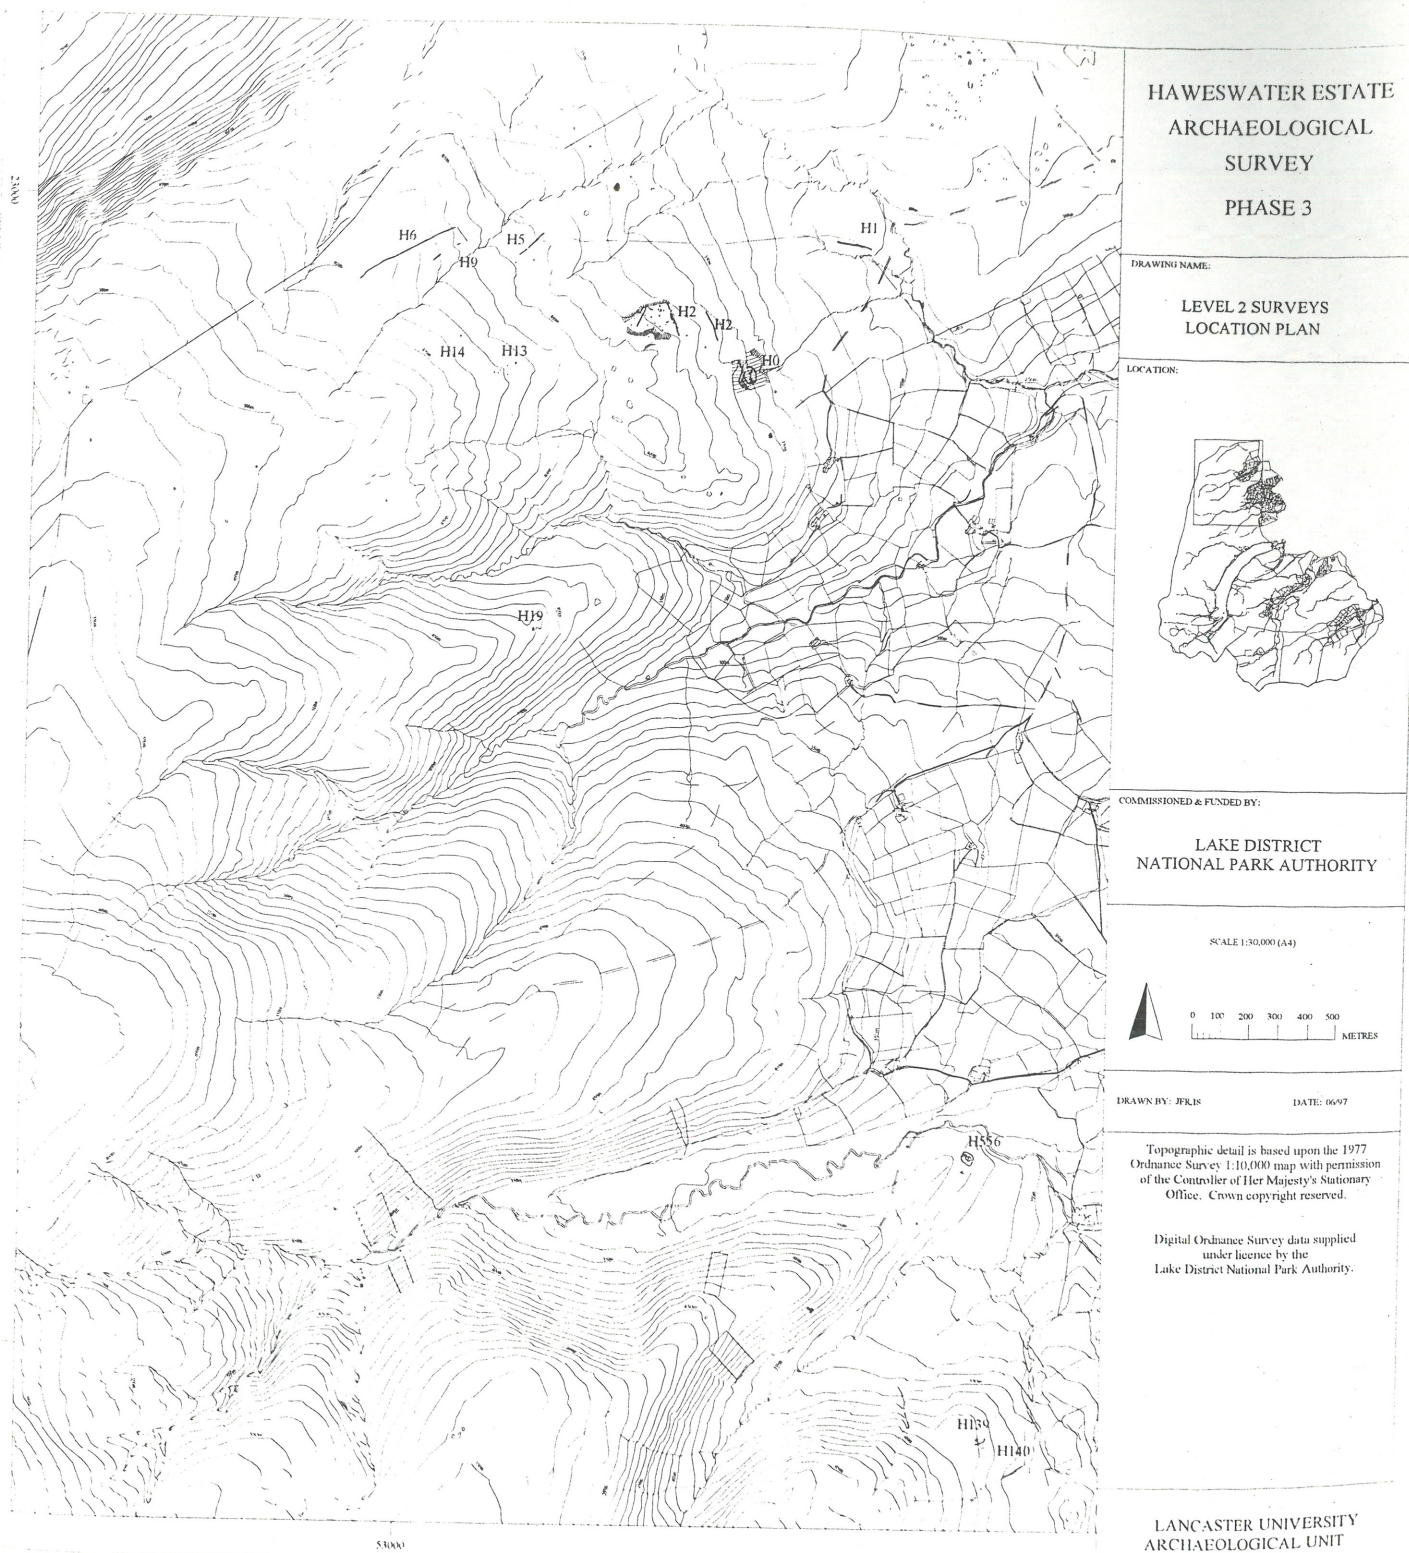 HAWESWATER ESTATE
ARCHAEOLOGICAL
SURVEY
PHASE 3
DRAWING NAME:
LEVEL 2 SURVEYS
LOCATION PLAN
LOCATION:
COMMISSIONED & FUNDED BY:
LAKE DISTRICT
NATIONAL PARK AUTHORITY
SCALE 1:30,000 (A4)
0 100 200 300 400 500
METRES
DRAWN BY: JFR,IS
DATE: 06/97
Topographic detail is based upon the 1977
Ordnance Survey 1:10,000 map with permission
of the Controller of Her Majesty's Stationary
Office. Crown copyright reserved.
Digital Ordnance Survey data supplied
under licence by the
Lake District National Park Authority.
LANCASTER UNIVERSITY
ARCHAEOLOGICAL UNIT
23000
H6
H5
H1
H9
H2
H2
H14
H13
H0
H19
H556
H139
H140
53000